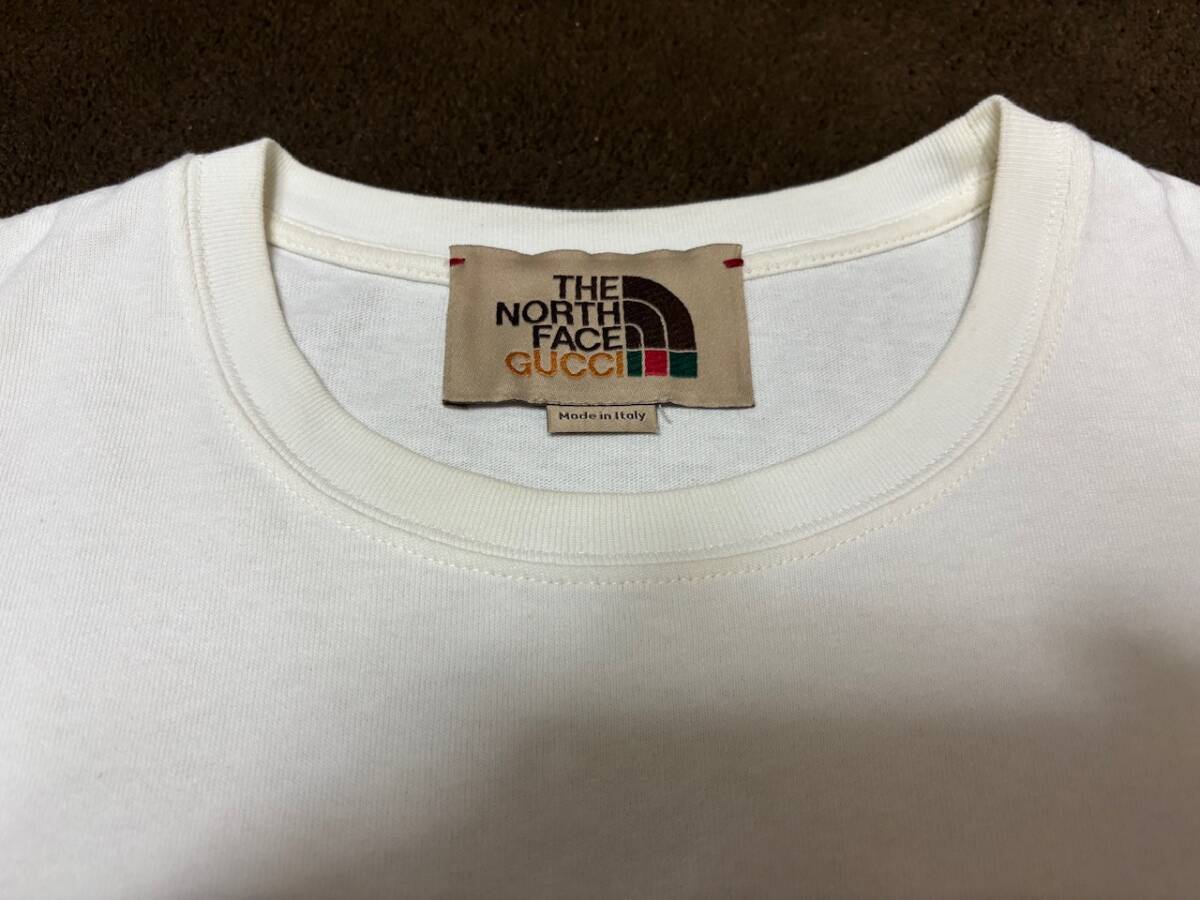 THE
NORTH
FACE
GUCCI
Made in Italy